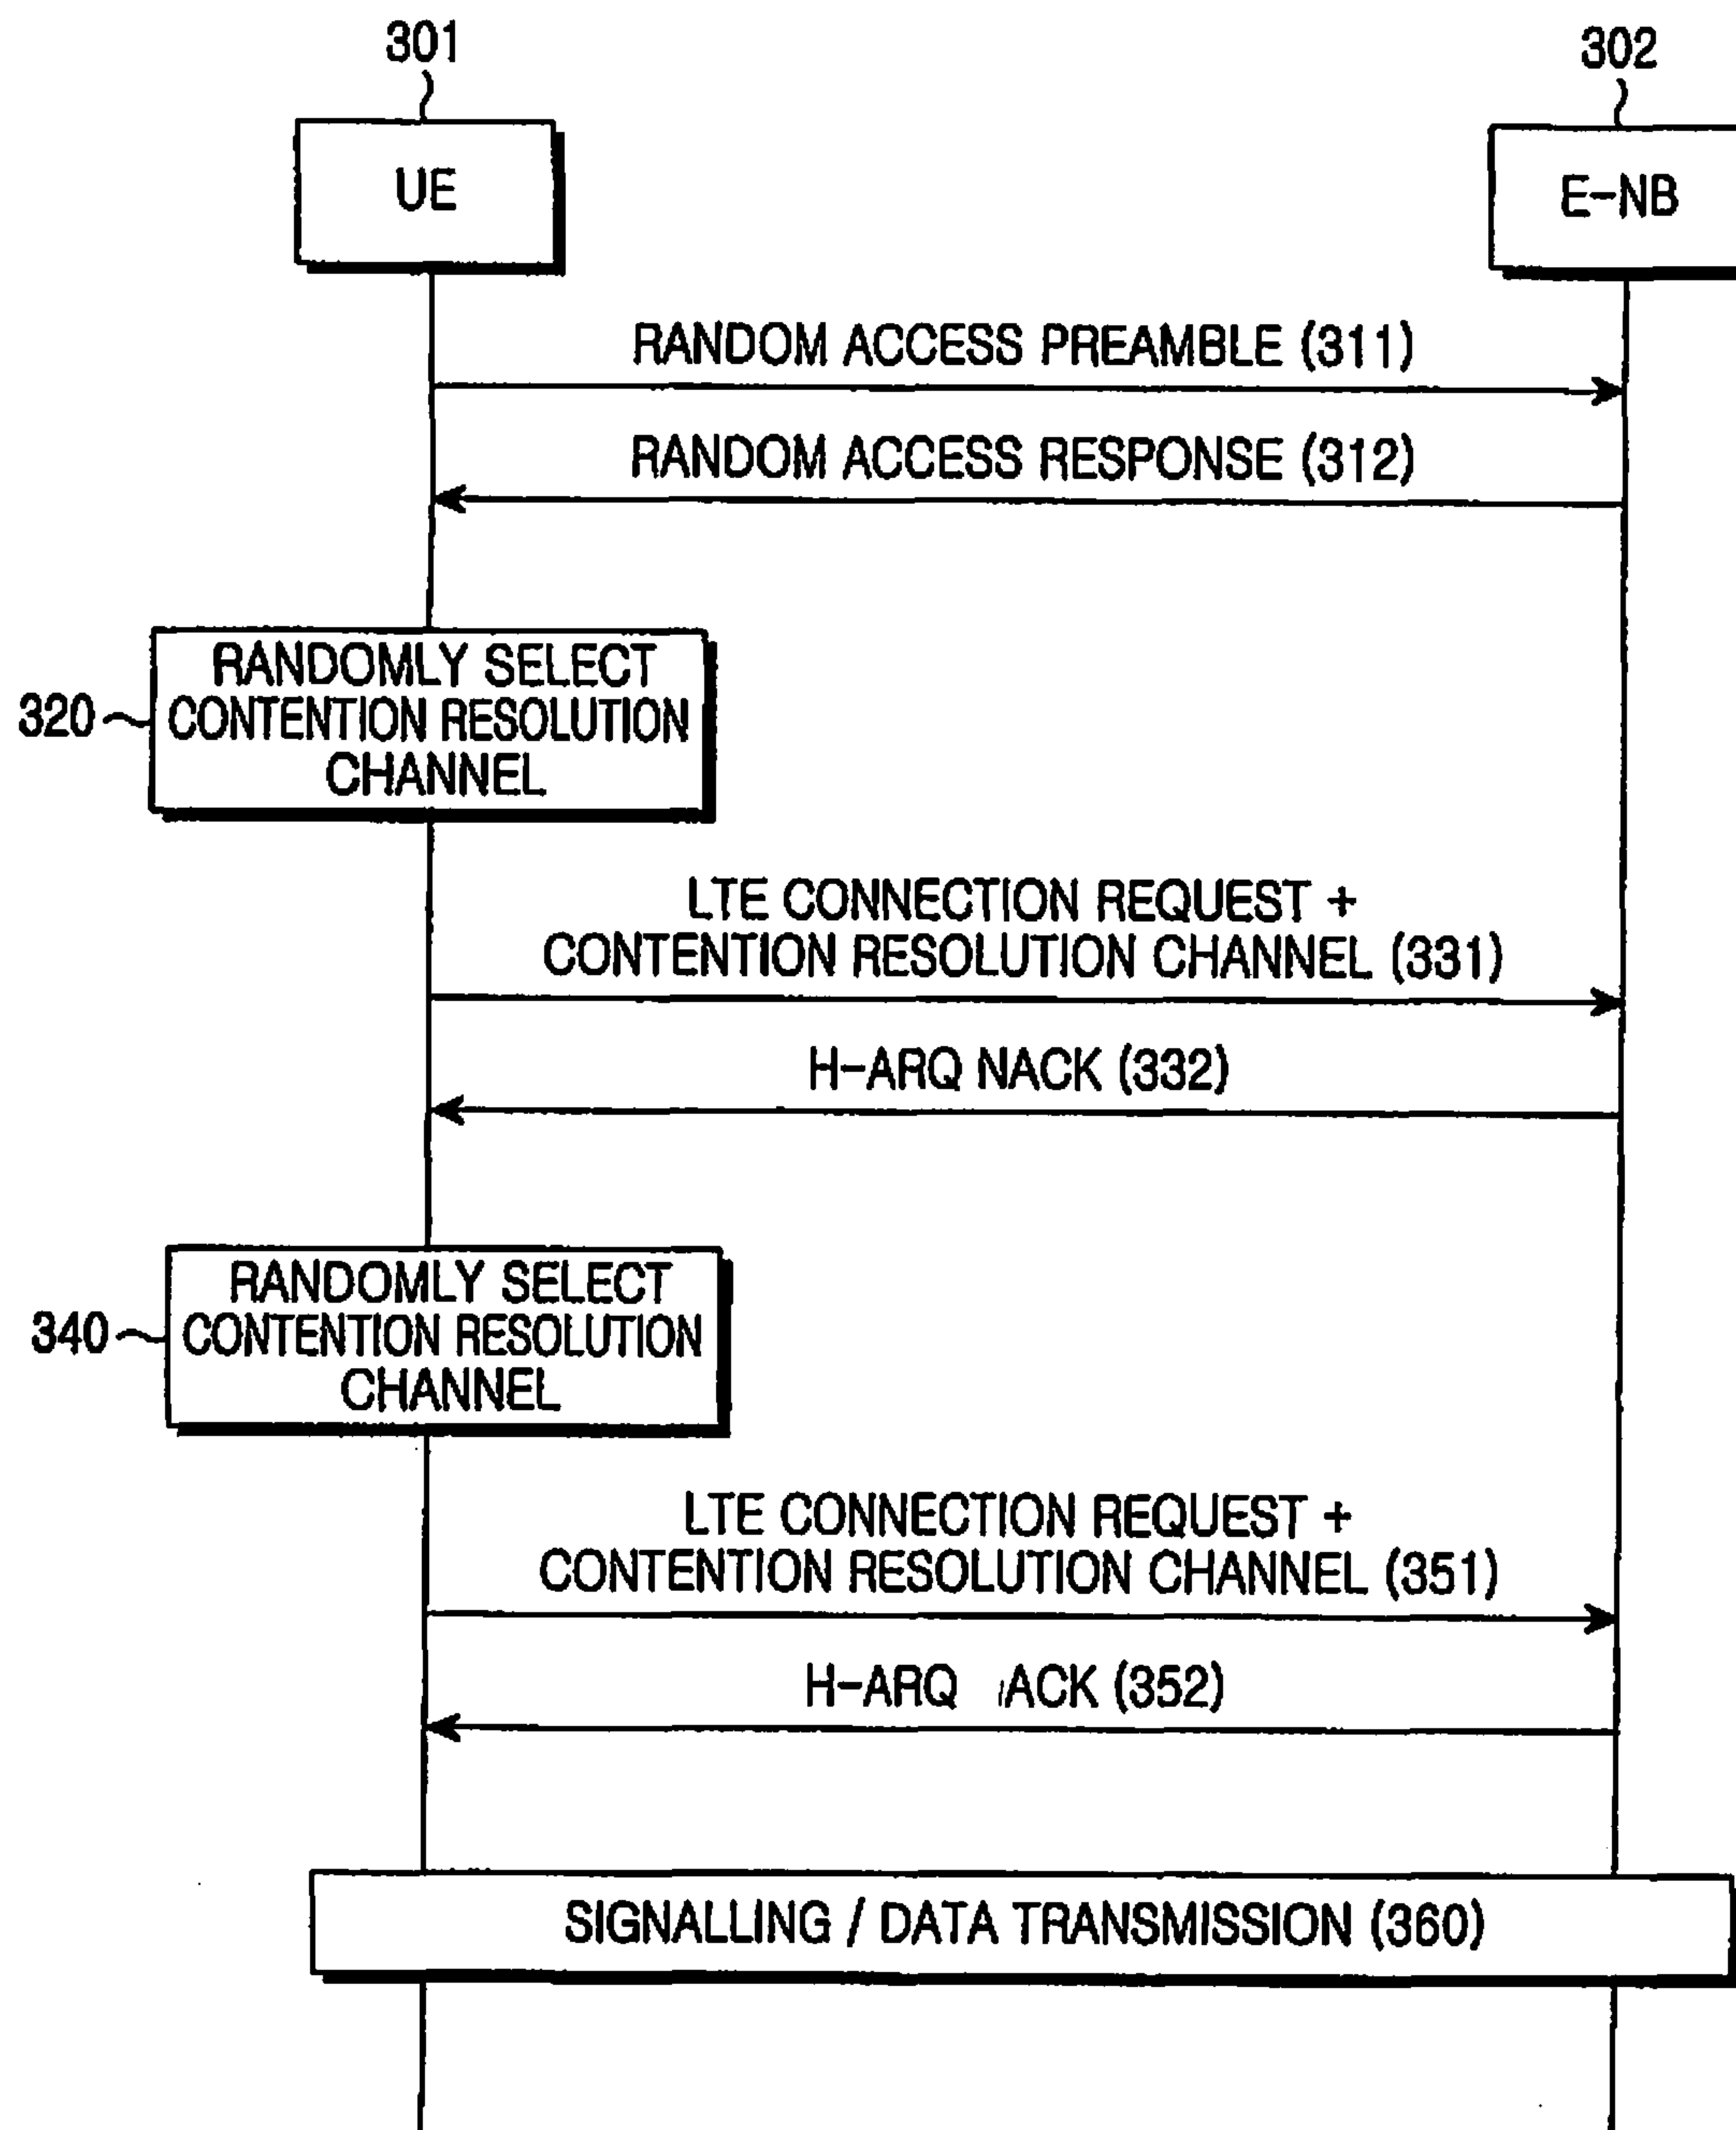 301
302
UE
E-NB
RANDOM ACCESS PREAMBLE (311)
RANDOM ACCESS RESPONSE (312)
RANDOMLY SELECT
320
CONTENTION RESOLUTION
CHANNEL
LTE CONNECTION REQUEST +
CONTENTION RESOLUTION CHANNEL (331)
H-ARQ NACK (332)
RANDOMLY SELECT
340
CONTENTION RESOLUTION
CHANNEL
LTE CONNECTION REQUEST +
CONTENTION RESOLUTION CHANNEL (351)
H-ARQ ACK (352)
SIGNALLING / DATA TRANSMISSION (360)